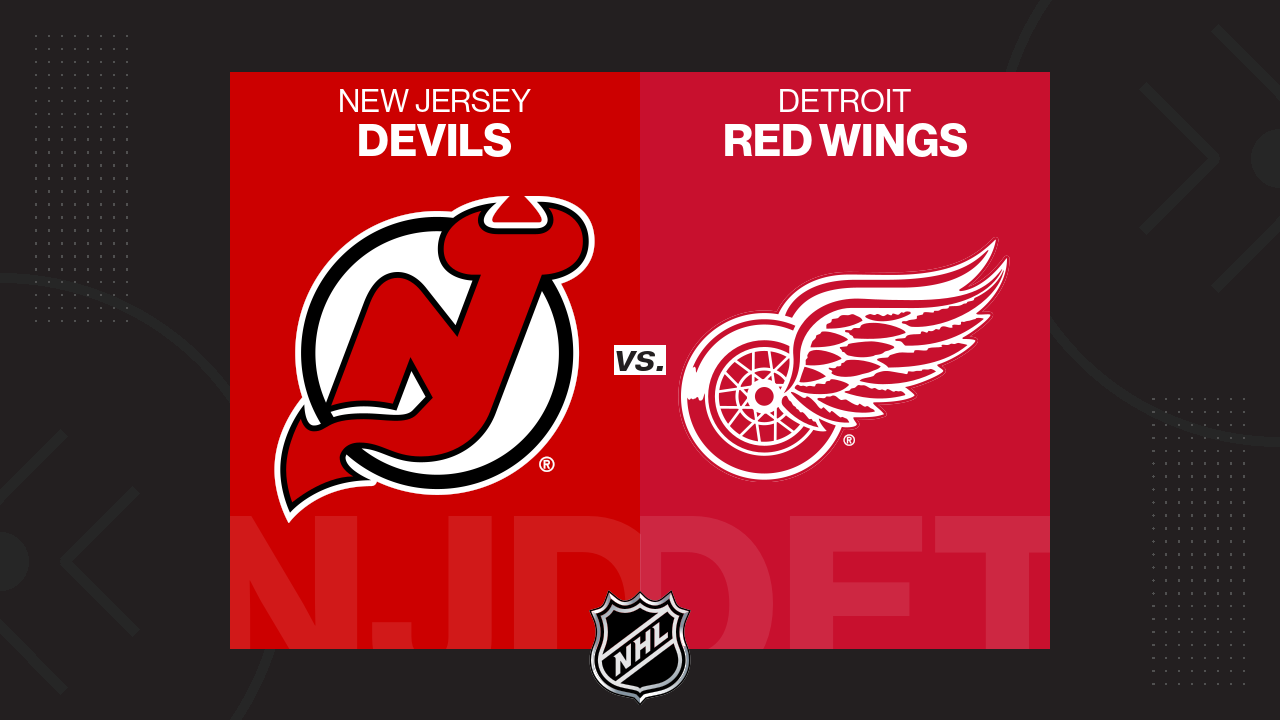 NEW JERSEY
DEVILS
DETROIT
RED WINGS
vs.
®
®
NJD
DET
NHL